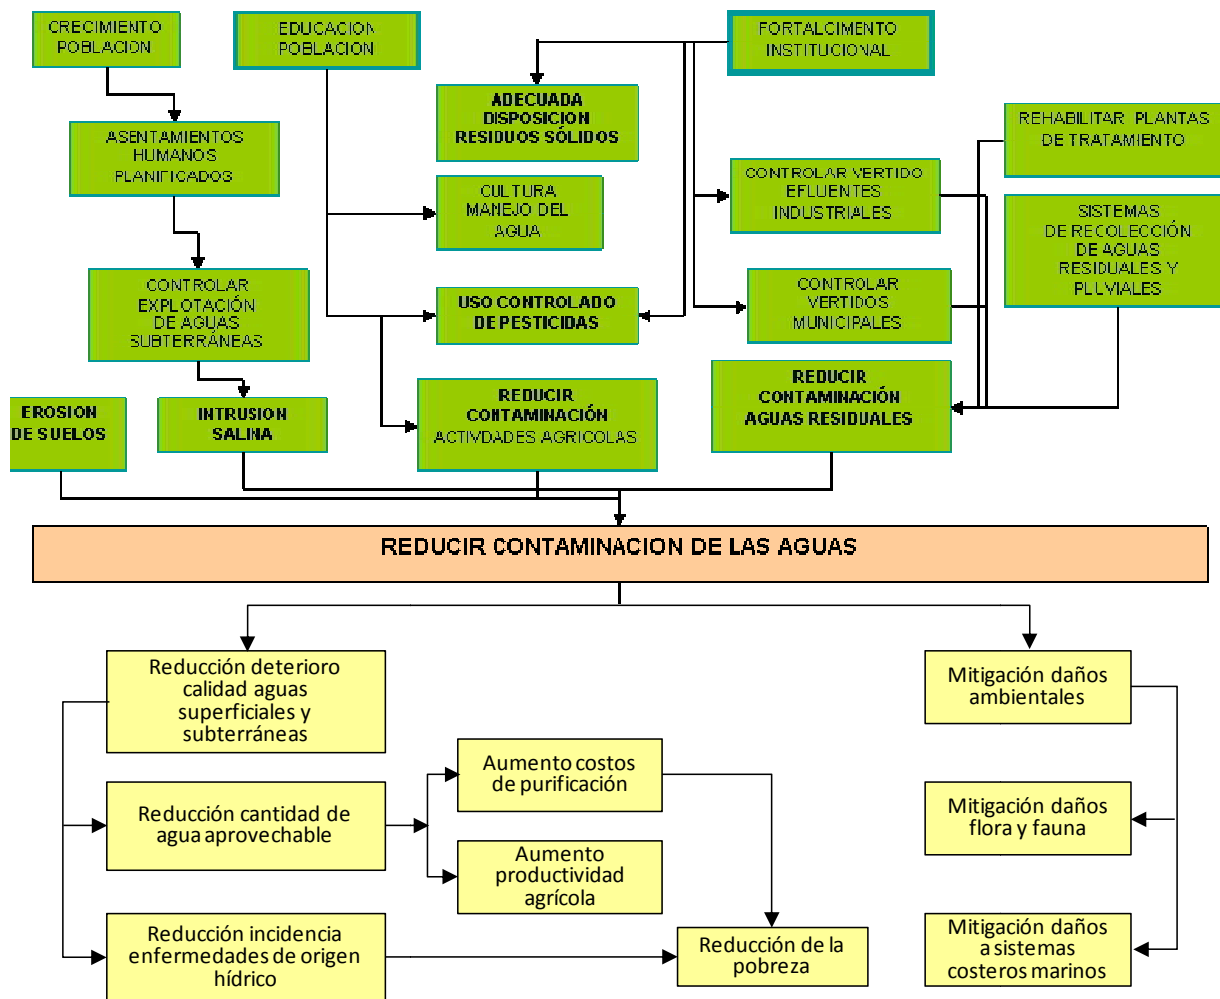 CRECIMIENTO
POBLACION
EDUCACION
POBLACION
FORTALCIMENTO
INSTITUCIONAL
ADECUADA
DISPOSICION
RESIDUOS SÓLIDOS
REHABILITAR PLANTAS
DE TRATAMIENTO
ASENTAMIENTOS
HUMANOS
PLANIFICADOS
CULTURA
MANEJO DEL
AGUA
CONTROLAR VERTIDO
EFLUENTES
INDUSTRIALES
SISTEMAS
DE RECOLECCIÓN
DE AGUAS
RESIDUALES Y
PLUVIALES
CONTROLAR
EXPLOTACIÓN
DE AGUAS
SUBTERRÁNEAS
USO CONTROLADO
DE PESTICIDAS
CONTROLAR
VERTIDOS
MUNICIPALES
EROSION
DE SUELOS
INTRUSION
SALINA
REDUCIR
CONTAMINACIÓN
ACTIVDADES AGRICOLAS
REDUCIR
CONTAMINACIÓN
AGUAS RESIDUALES
REDUCIR CONTAMINACION DE LAS AGUAS
Reducción deterioro
calidad aguas
superficiales y
subterráneas
Mitigación daños
ambientales
Reducción cantidad de
agua aprovechable
Aumento costos
de purificación
Aumento
productividad
agrícola
Mitigación daños
flora y fauna
Reducción incidencia
enfermedades de origen
hídrico
Reducción de la
pobreza
Mitigación daños
a sistemas
costeros marinos